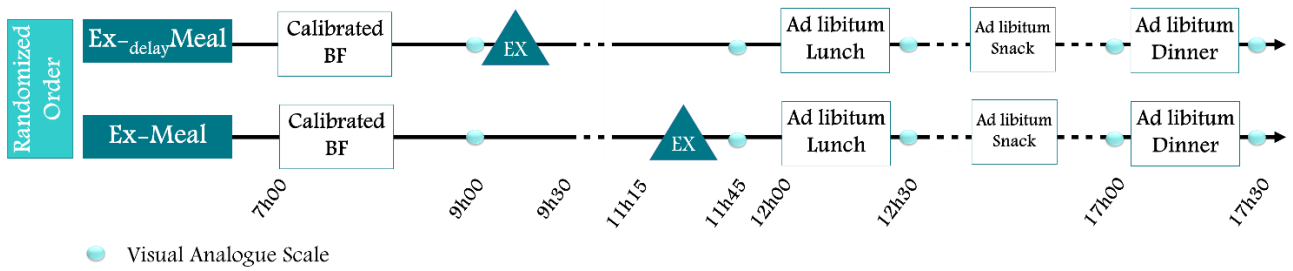 Randomized
Order
Ex-delayMeal
Calibrated
BF
EX
Ad libitum
Lunch
Ad libitum
Snack
Ad libitum
Dinner
Ex-Meal
Calibrated
BF
EX
Ad libitum
Lunch
Ad libitum
Snack
Ad libitum
Dinner
7h00
9h00
9h30
11h15
11h45
12h00
12h30
17h00
17h30
Visual Analogue Scale